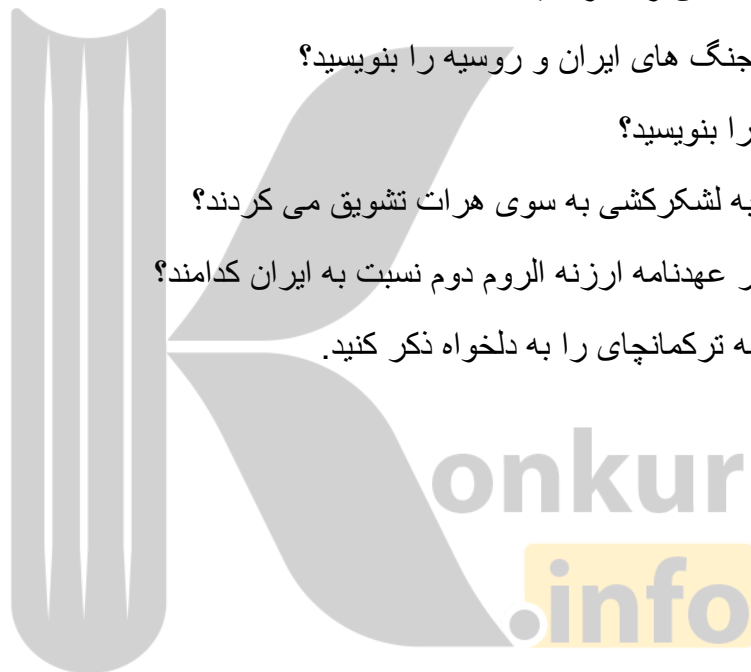 جنگ های ایران و روسیه را بنویسید؟
را بنویسید؟
به لشکرکشی به سوی هرات تشویق می کردند؟
ر عهدنامه ارزنه الروم دوم نسبت به ایران کدامند؟
ه ترکمانچای را به دلخواه ذکر کنید.
Konkur
.info